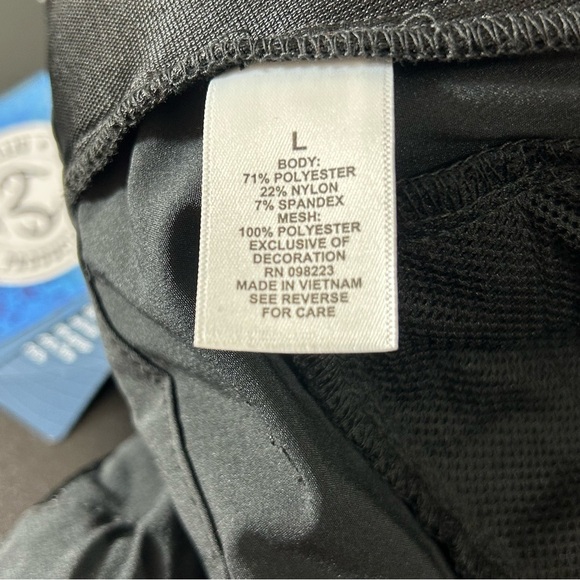 L
BODY:
71% POLYESTER
22% NYLON
7% SPANDEX
MESH:
100% POLYESTER
EXCLUSIVE OF
DECORATION
RN 098223
MADE IN VIETNAM
SEE REVERSE
FOR CARE